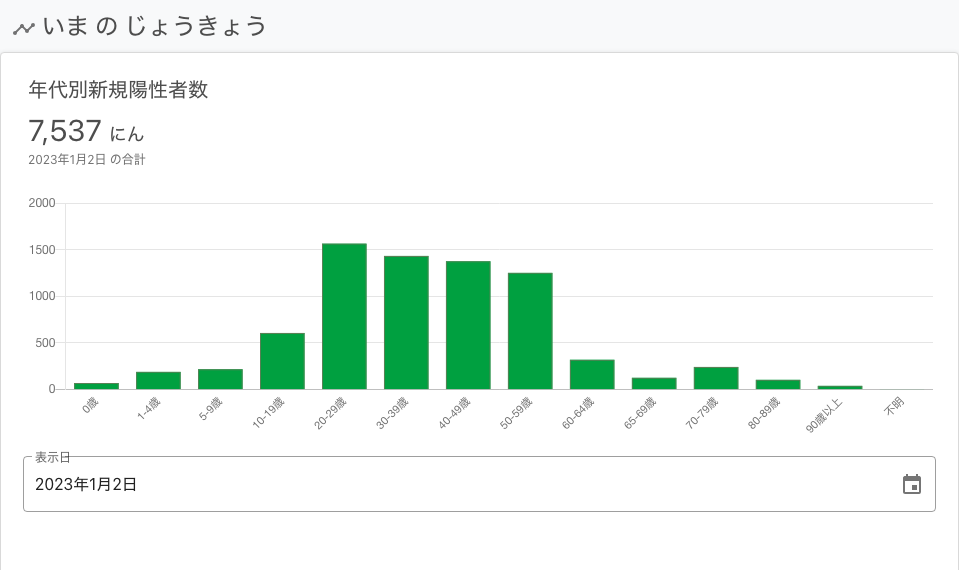 いま の じょうきょう
年代別新規陽性者数
7,537 にん
2023年1月2日 の合計
2000
1500
1000
500
0
0歳
1-4歳
5-9歳
10-19歳
20-29歳
30-39歳
40-49歳
50-59歳
60-64歳
65-69歳
70-79歳
80-89歳
90歳以上
不明
表示日
2023年1月2日